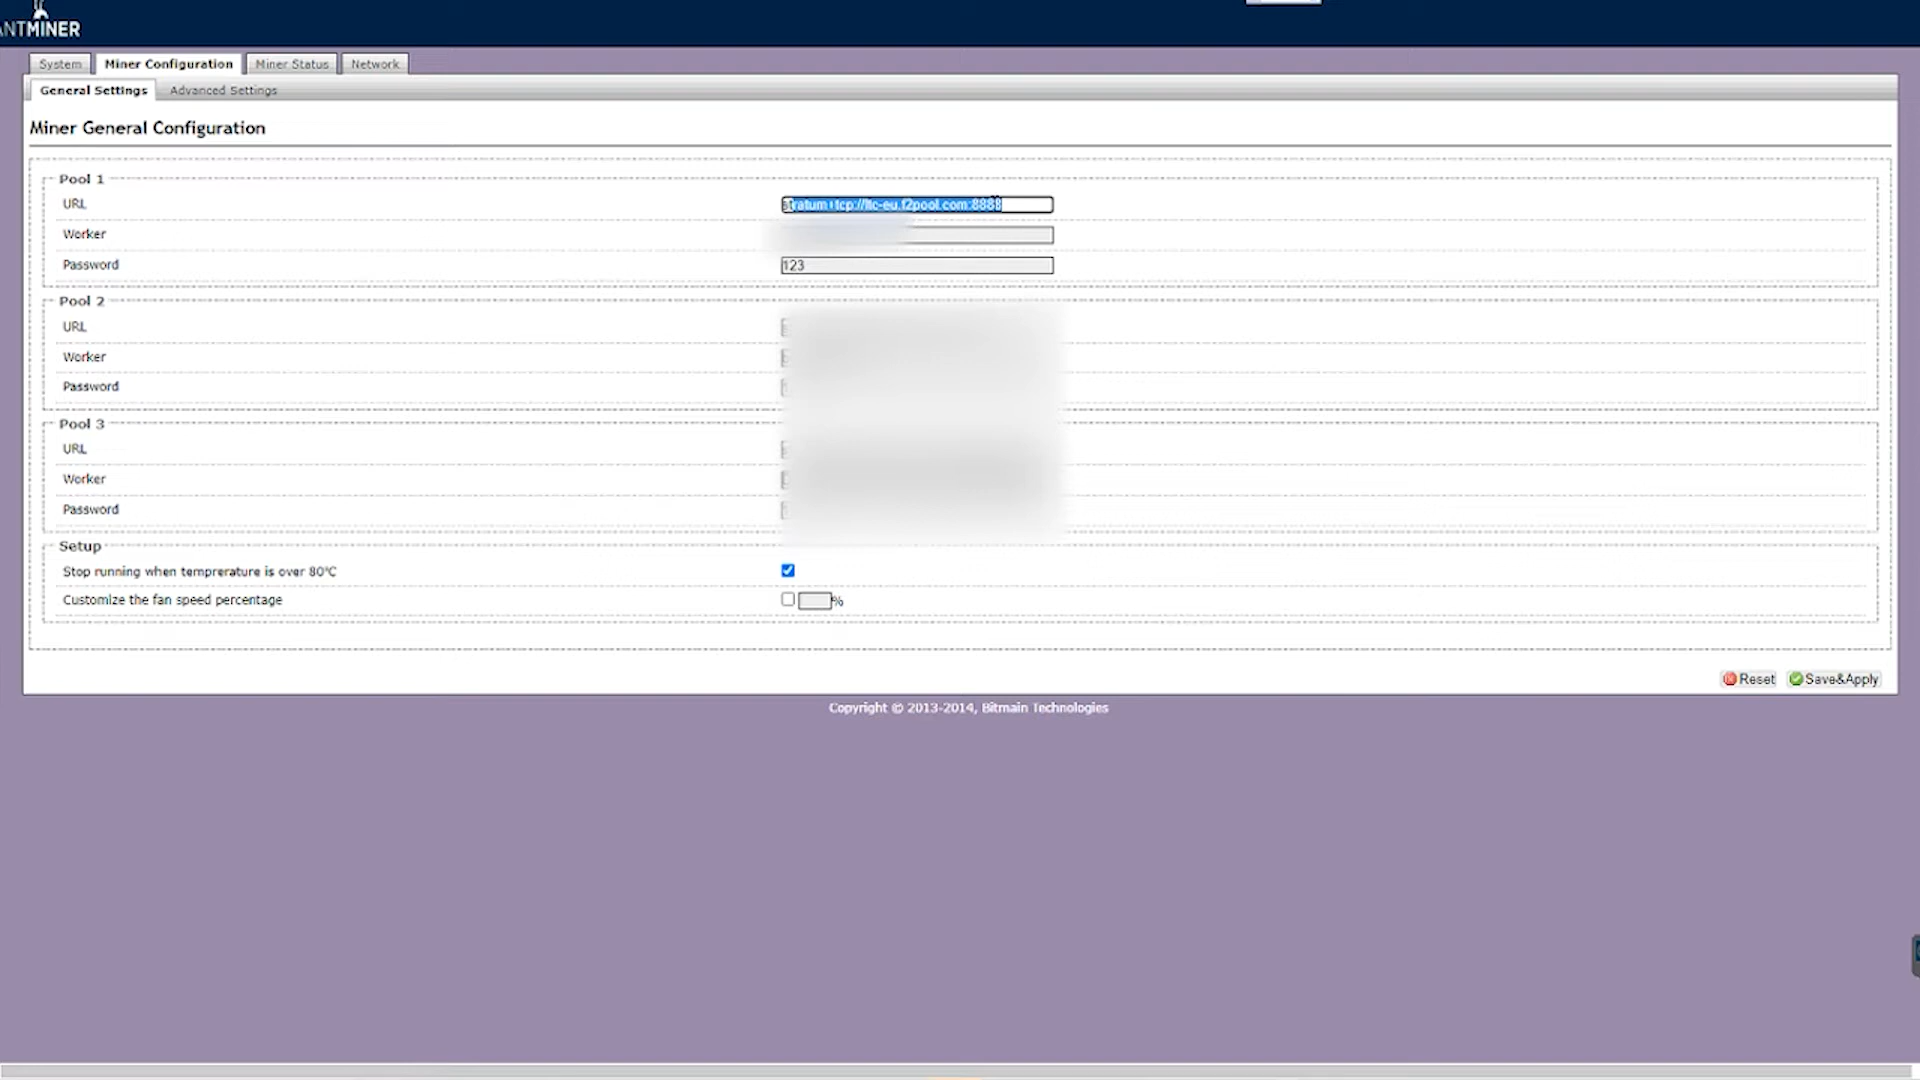 ANTMINER
System Miner Configuration Miner Status Network
General Settings Advanced Settings
Miner General Configuration
Pool 1
URL stratum+tcp://ltc-eu.f2pool.com:8888
Worker
Password 123
Pool 2
URL
Worker
Password
Pool 3
URL
Worker
Password
Setup
Stop running when temprerature is over 80°C
Customize the fan speed percentage %
Reset Save&Apply
Copyright © 2013-2014, Bitmain Technologies